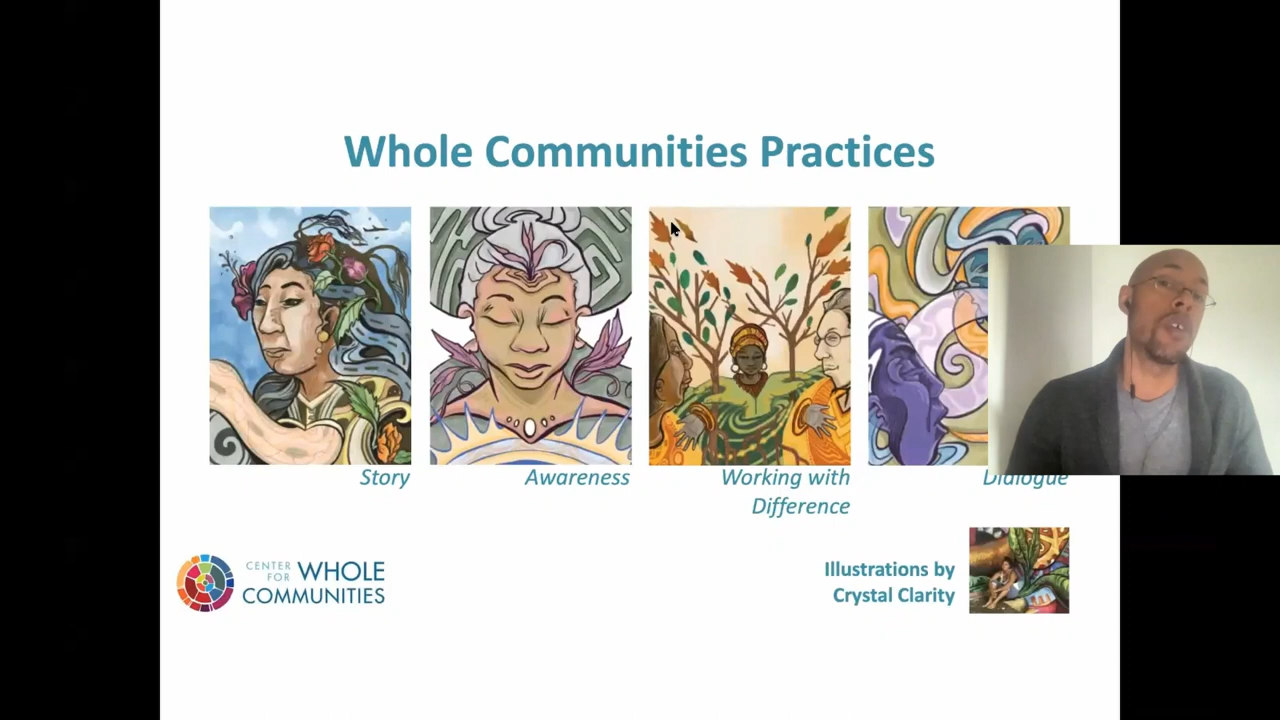 Whole Communities Practices
Story
Awareness
Working with
Difference
Dialogue
CENTER
FOR
WHOLE
COMMUNITIES
Illustrations by
Crystal Clarity